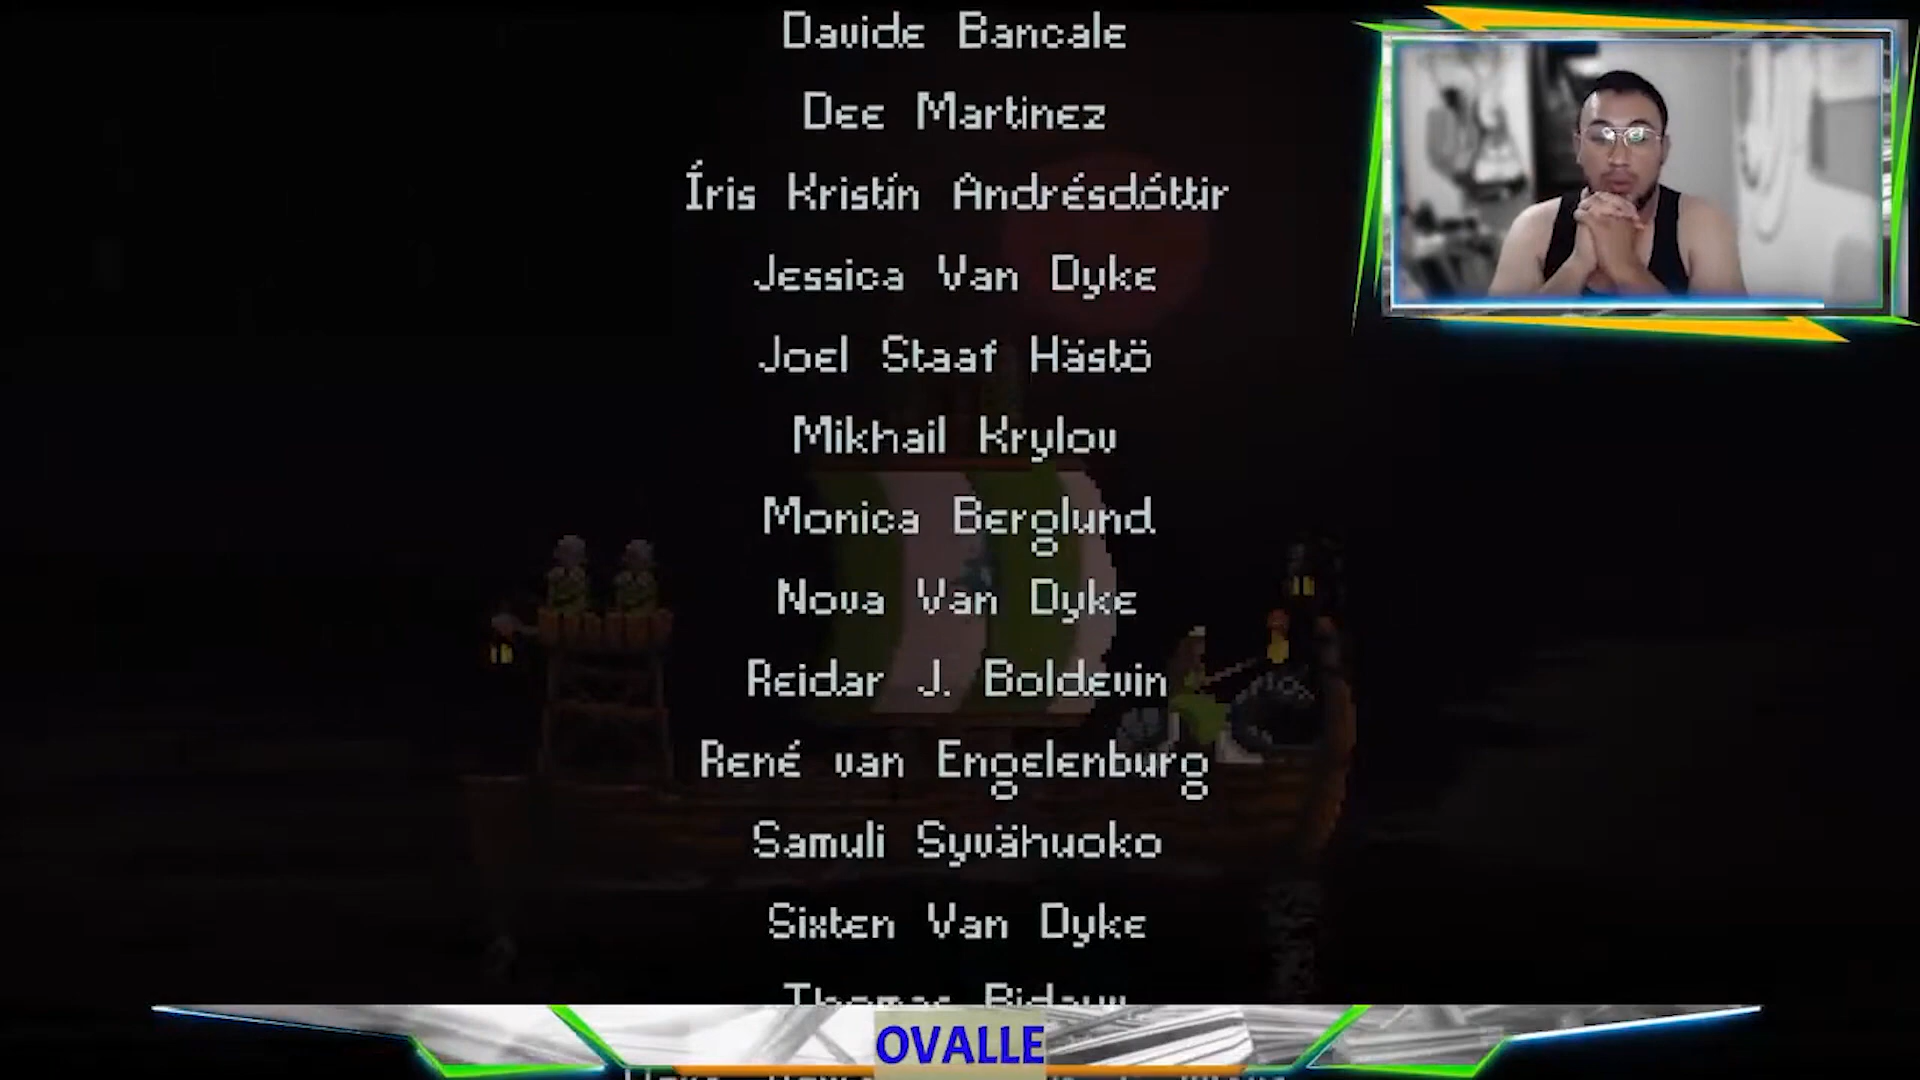 Davide Bancale
Dee Martinez
Íris Kristín Andrésdóttir
Jessica Van Dyke
Joel Staaf Hästö
Mikhail Krylov
Monica Berglund
Nova Van Dyke
Reidar J. Boldevin
René van Engelenburg
Samuli Syvähuoko
Sixten Van Dyke
Thomas
OVALLE